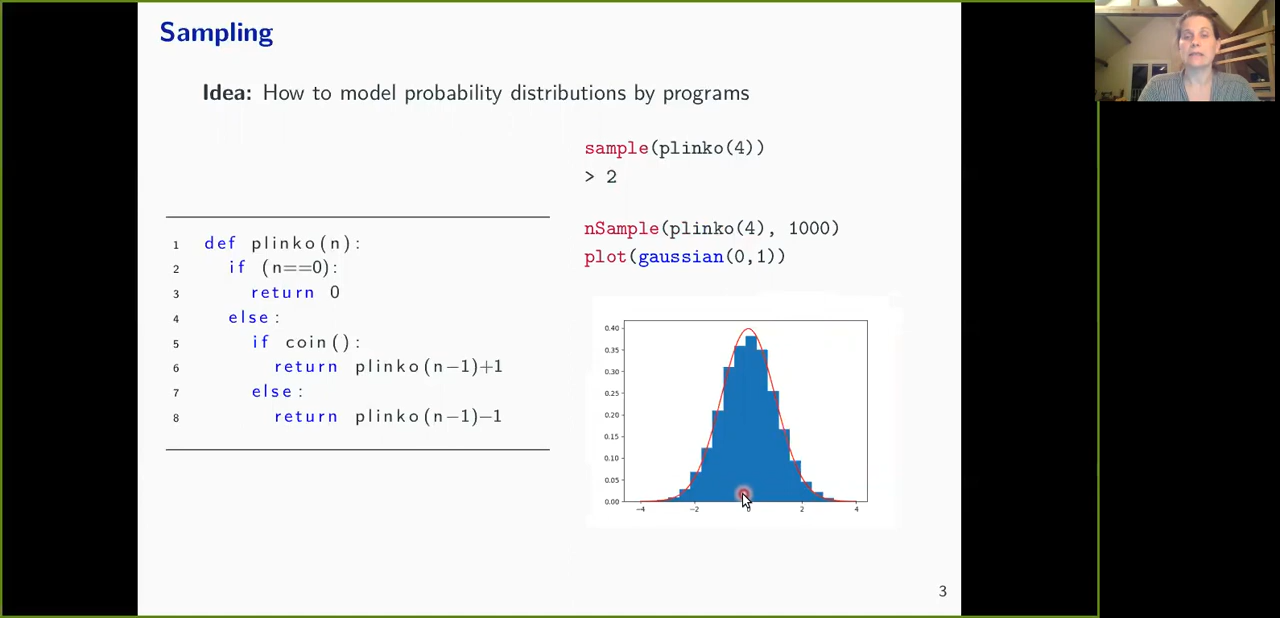 Sampling
Idea: How to model probability distributions by programs
sample(plinko(4))
> 2
nSample(plinko(4), 1000)
plot(gaussian(0,1))
1 def plinko(n):
2 if (n==0):
3 return 0
4 else:
5 if coin():
6 return plinko(n−1)+1
7 else:
8 return plinko(n−1)−1
0.40
0.35
0.30
0.25
0.20
0.15
0.10
0.05
0.00
−4 −2 0 2 4
3